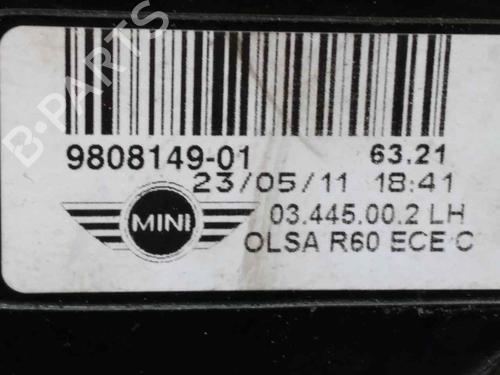 9808149-01 63.21
23/05/11 18:41
MINI 03.445.00.2 LH
OLSA R60 ECE C
B-PARTS